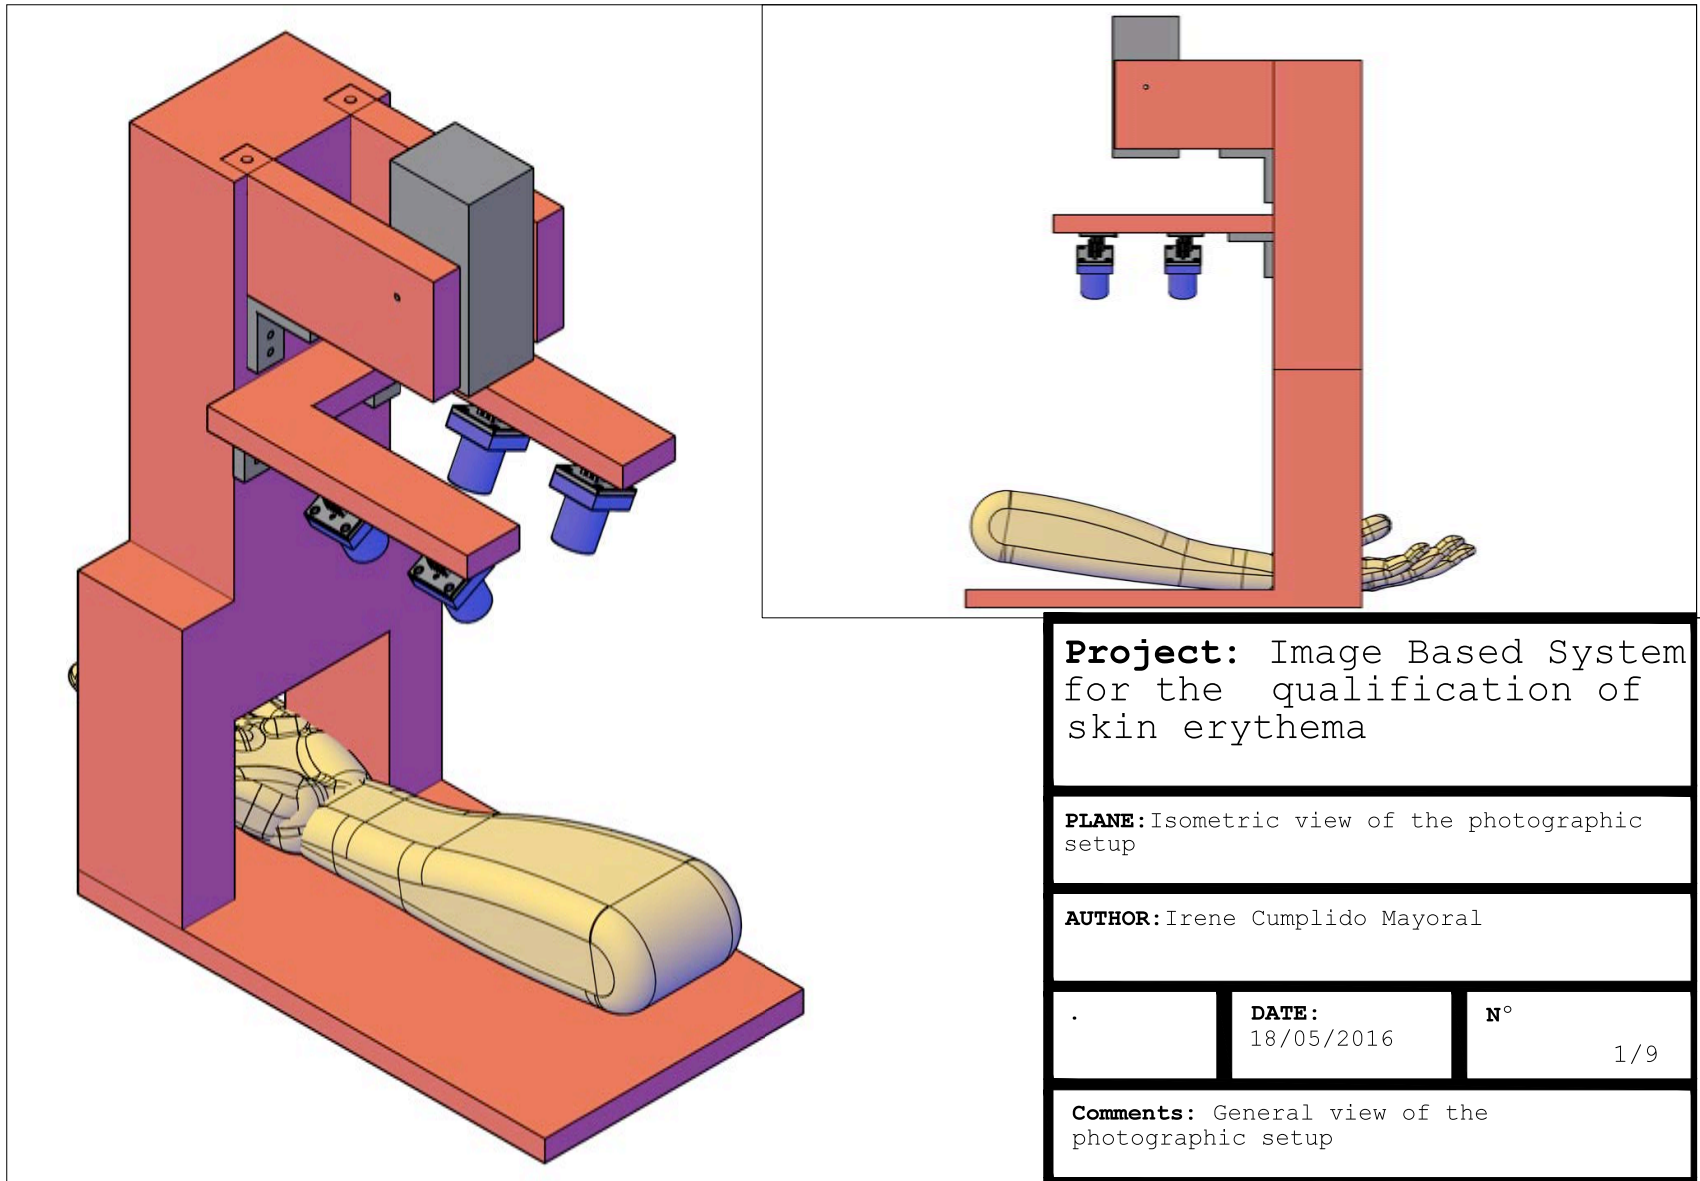 Project: Image Based System
for the qualification of
skin erythema
PLANE:Isometric view of the photographic
setup
AUTHOR:Irene Cumplido Mayoral
.
DATE:
18/05/2016
N°
1/9
Comments: General view of the
photographic setup